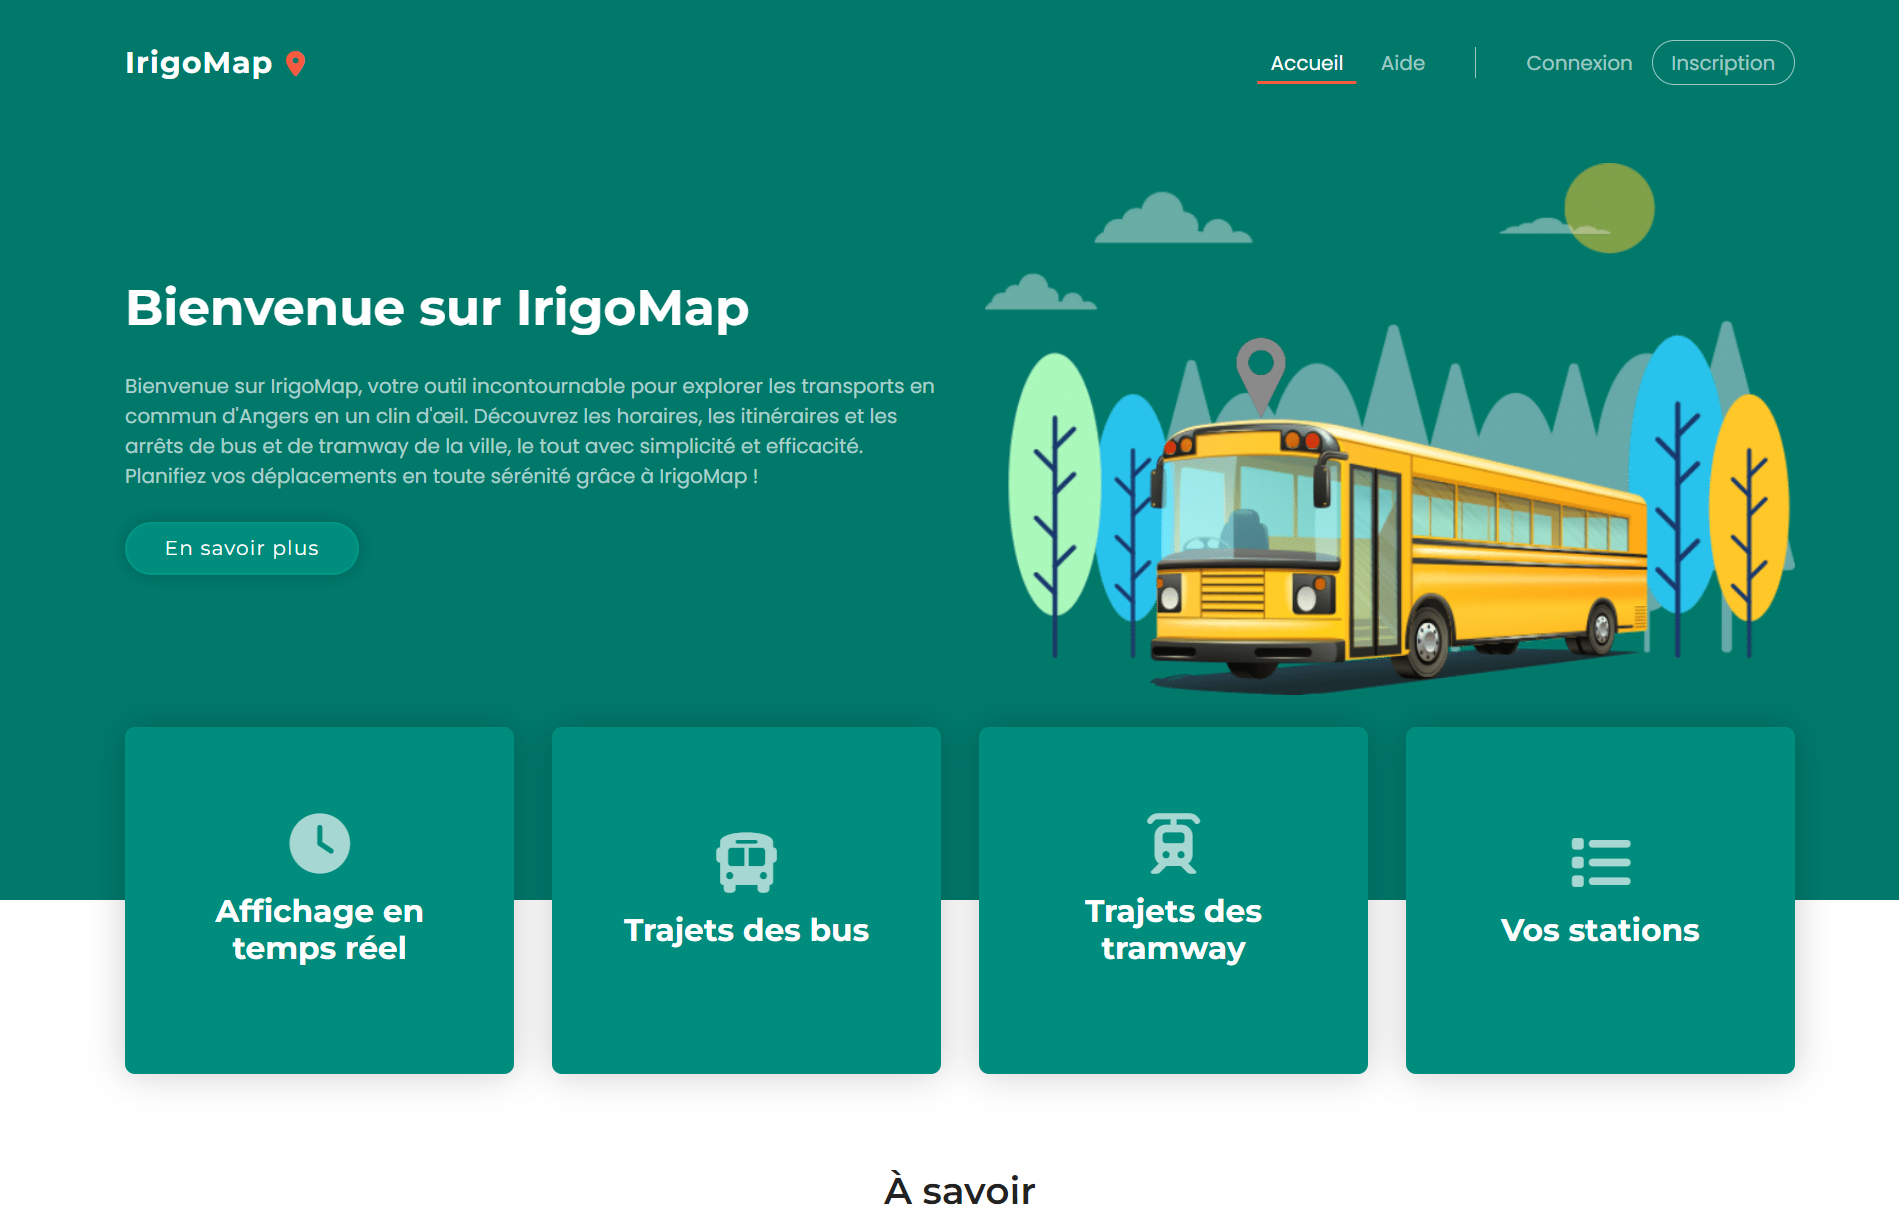 IrigoMap
Accueil
Aide
Connexion
Inscription
Bienvenue sur IrigoMap
Bienvenue sur IrigoMap, votre outil incontournable pour explorer les transports en
commun d'Angers en un clin d'œil. Découvrez les horaires, les itinéraires et les
arrêts de bus et de tramway de la ville, le tout avec simplicité et efficacité.
Planifiez vos déplacements en toute sérénité grâce à IrigoMap !
En savoir plus
Affichage en
temps réel
Trajets des bus
Trajets des
tramway
Vos stations
À savoir